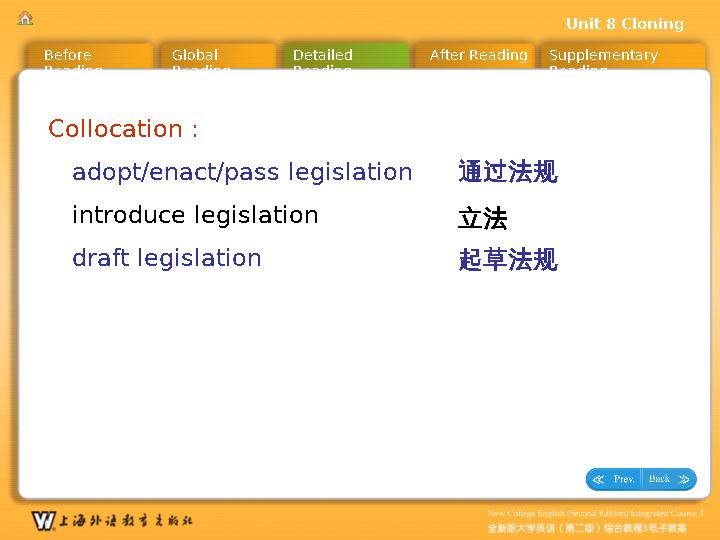 Unit 8 Cloning
Before Reading
Global Reading
Detailed Reading
After Reading
Supplementary Reading
Collocation :
adopt/enact/pass legislation 通过法规
introduce legislation 立法
draft legislation 起草法规
Prev. Back
上海外语教育出版社
New College English (Second Edition) Integrated Course 3
全新版大学英语（第二版）综合教程3电子教案